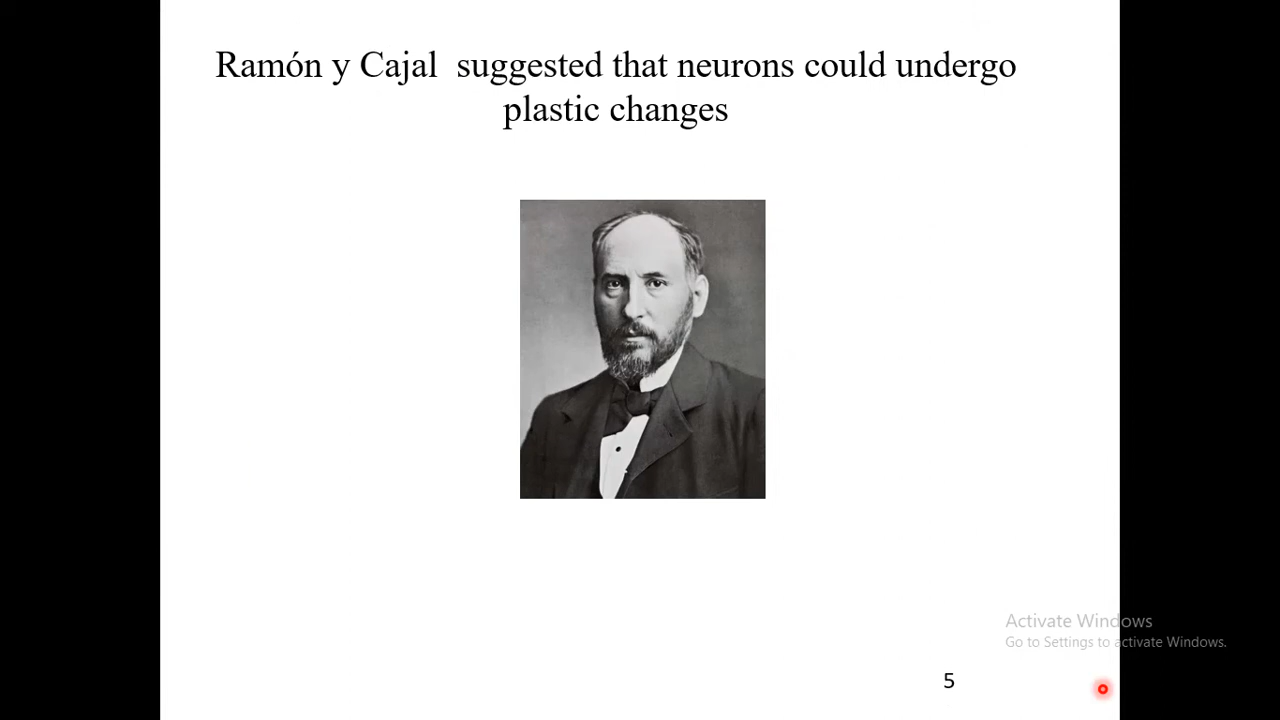 Ramón y Cajal  suggested that neurons could undergo
plastic changes
Activate Windows
Go to Settings to activate Windows.
5